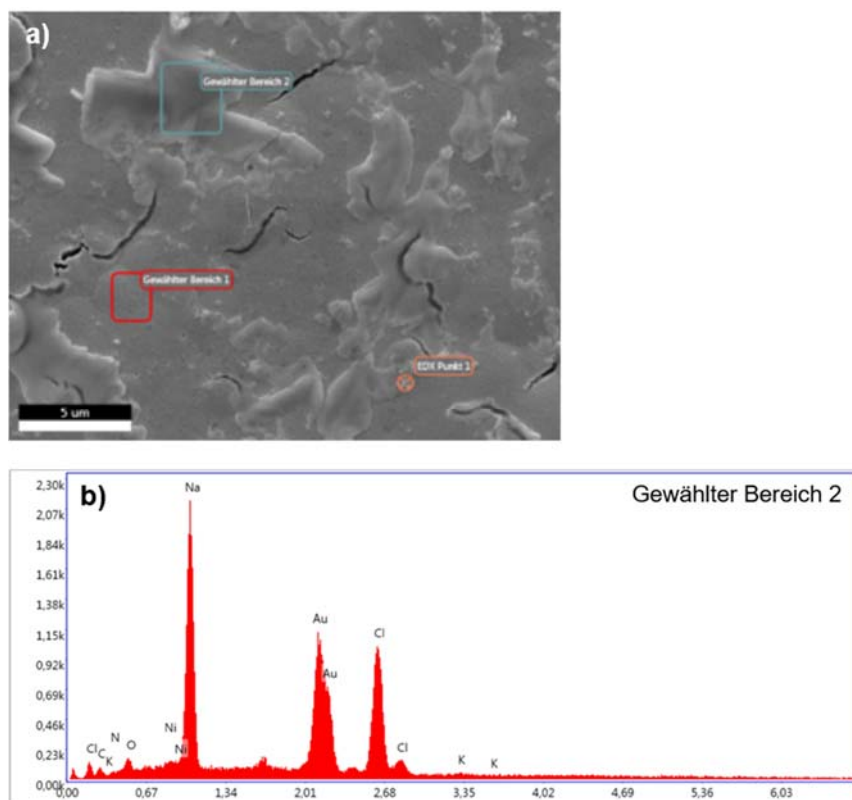 a)
Gewählter Bereich 2
Gewählter Bereich 1
EDX Punkt 1
5 um
b)
Gewählter Bereich 2
2,30k
2,07k
1,84k
1,61k
1,38k
1,15k
0,92k
0,69k
0,46k
0,23k
0,00k
Na
Au
Au
Cl
Cl
Ni
Ni
N
O
Cl
C
K
K
K
0,00
0,67
1,34
2,01
2,68
3,35
4,02
4,69
5,36
6,03